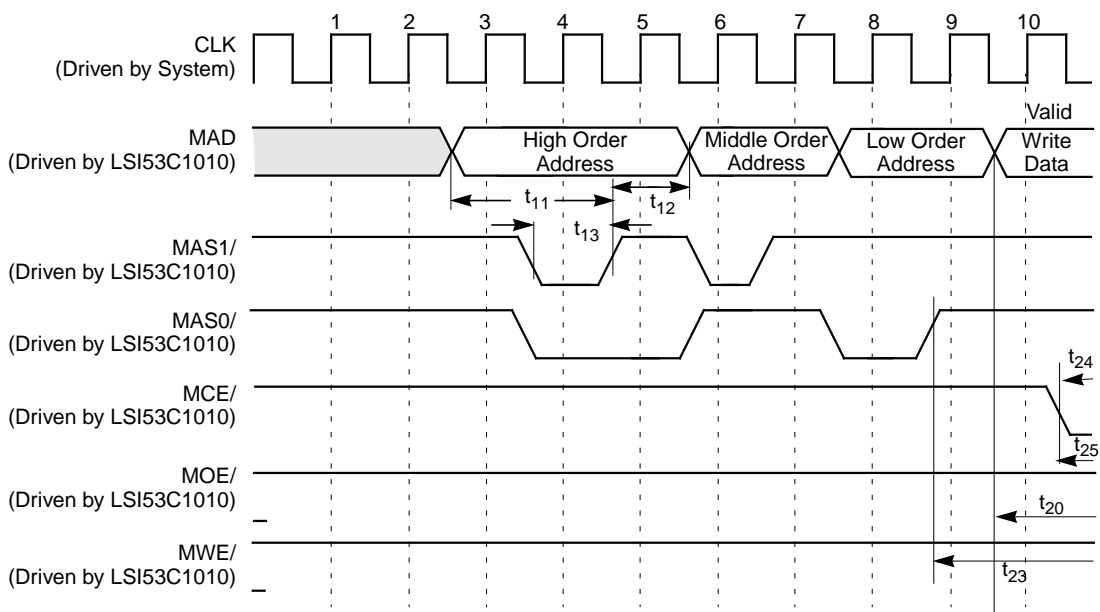 1 2 3 4 5 6 7 8 9 10
CLK
(Driven by System)
Valid
MAD
(Driven by LSI53C1010)
High Order
Address
Middle Order
Address
Low Order
Address
Write
Data
t11
t12
t13
MAS1/
(Driven by LSI53C1010)
MAS0/
(Driven by LSI53C1010)
t24
MCE/
(Driven by LSI53C1010)
t25
MOE/
(Driven by LSI53C1010)
t20
MWE/
(Driven by LSI53C1010)
t23